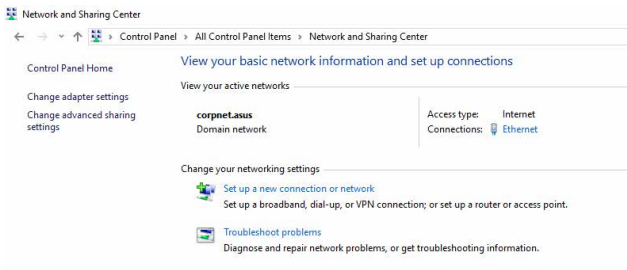 Network and Sharing Center
Control Panel › All Control Panel Items › Network and Sharing Center
Control Panel Home
Change adapter settings
Change advanced sharing
settings
View your basic network information and set up connections
View your active networks
corpnet.asus
Domain network
Access type: Internet
Connections: Ethernet
Change your networking settings
Set up a new connection or network
Set up a broadband, dial-up, or VPN connection; or set up a router or access point.
Troubleshoot problems
Diagnose and repair network problems, or get troubleshooting information.